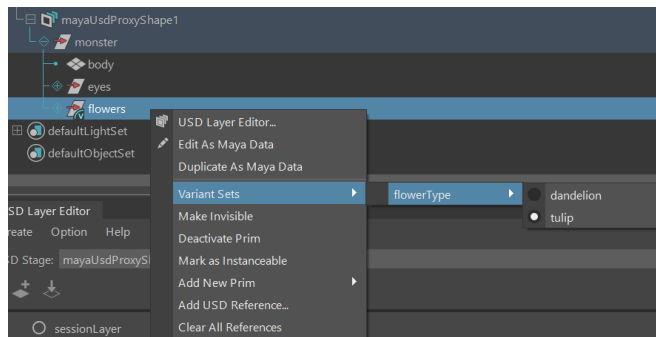 mayaUsdProxyShape1
monster
body
eyes
flowers
defaultLightSet
defaultObjectSet
USD Layer Editor...
Edit As Maya Data
Duplicate As Maya Data
Variant Sets
Make Invisible
Deactivate Prim
Mark as Instanceable
Add New Prim
Add USD Reference...
Clear All References
flowerType
dandelion
tulip
SD Layer Editor
reate Option Help
D Stage: mayaUsdProxySh
sessionLayer
V